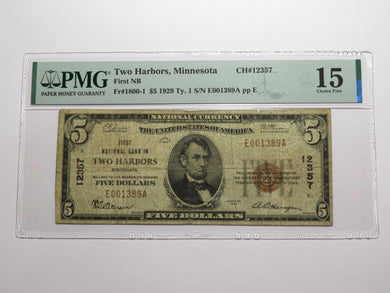 PMG
PAPER MONEY GUARANTY
Two Harbors, Minnesota CH#12357
First NB
Fr#1800-1 $5 1929 Ty. 1 S/N E001389A pp E
15
Choice Fine
NATIONAL CURRENCY
THE UNITED STATES OF AMERICA
5
5
FIRST
NATIONAL BANK IN
TWO HARBORS
MINNESOTA
FIVE DOLLARS
E001389A
E001389A
12357
12357
FIVE DOLLARS
5
5